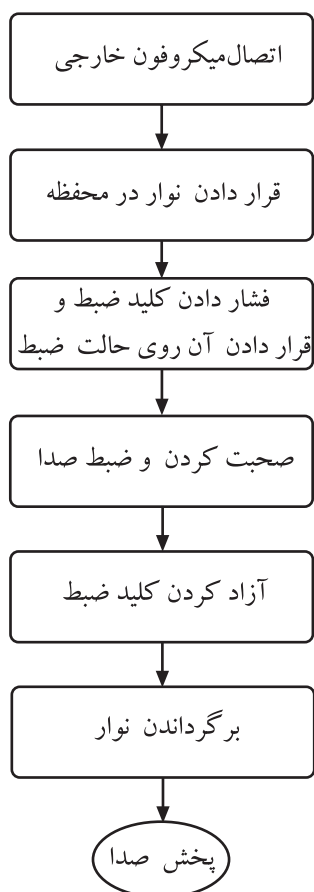 اتصال میکروفون خارجی
قرار دادن نوار در محفظه
فشار دادن کلید ضبط و
قرار دادن آن روی حالت ضبط
صحبت کردن و ضبط صدا
آزاد کردن کلید ضبط
برگرداندن نوار
پخش صدا